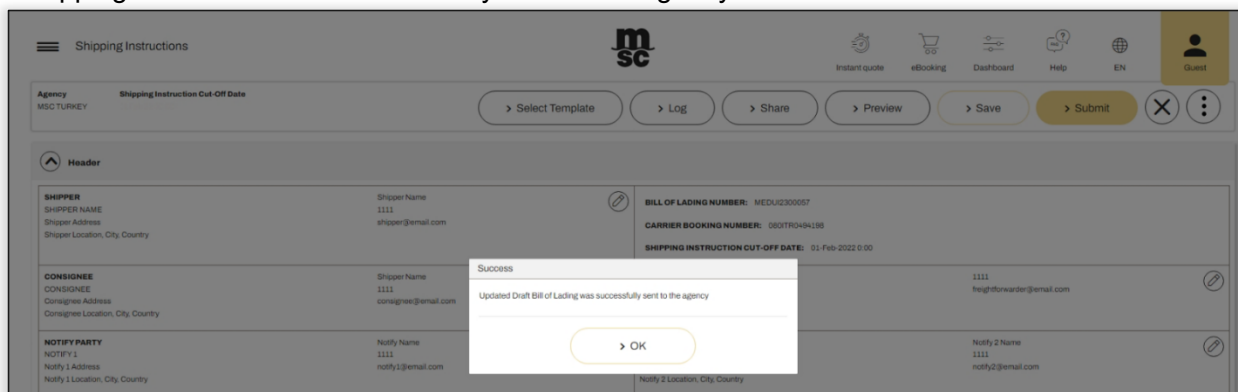 Shipping Instructions
msc
Instant quote
eBooking
Dashboard
Help
EN
Guest
Agency
MSC TURKEY
Shipping Instruction Cut-Off Date
> Select Template
> Log
> Share
> Preview
> Save
> Submit
Header
SHIPPER
SHIPPER NAME
Shipper Address
Shipper Location, City, Country
Shipper Name
1111
shipper@email.com
BILL OF LADING NUMBER: MEDUI2300057
CARRIER BOOKING NUMBER: 080ITR0494196
SHIPPING INSTRUCTION CUT-OFF DATE: 01-Feb-2022 0:00
CONSIGNEE
CONSIGNEE
Consignee Address
Consignee Location, City, Country
Shipper Name
1111
consignee@email.com
1111
freightforwarder@email.com
Success
Updated Draft Bill of Lading was successfully sent to the agency
> OK
NOTIFY PARTY
NOTIFY 1
Notify 1 Address
Notify 1 Location, City, Country
Notify Name
1111
notify1@email.com
Notify 2 Location, City, Country
Notify 2 Name
1111
notify2@email.com